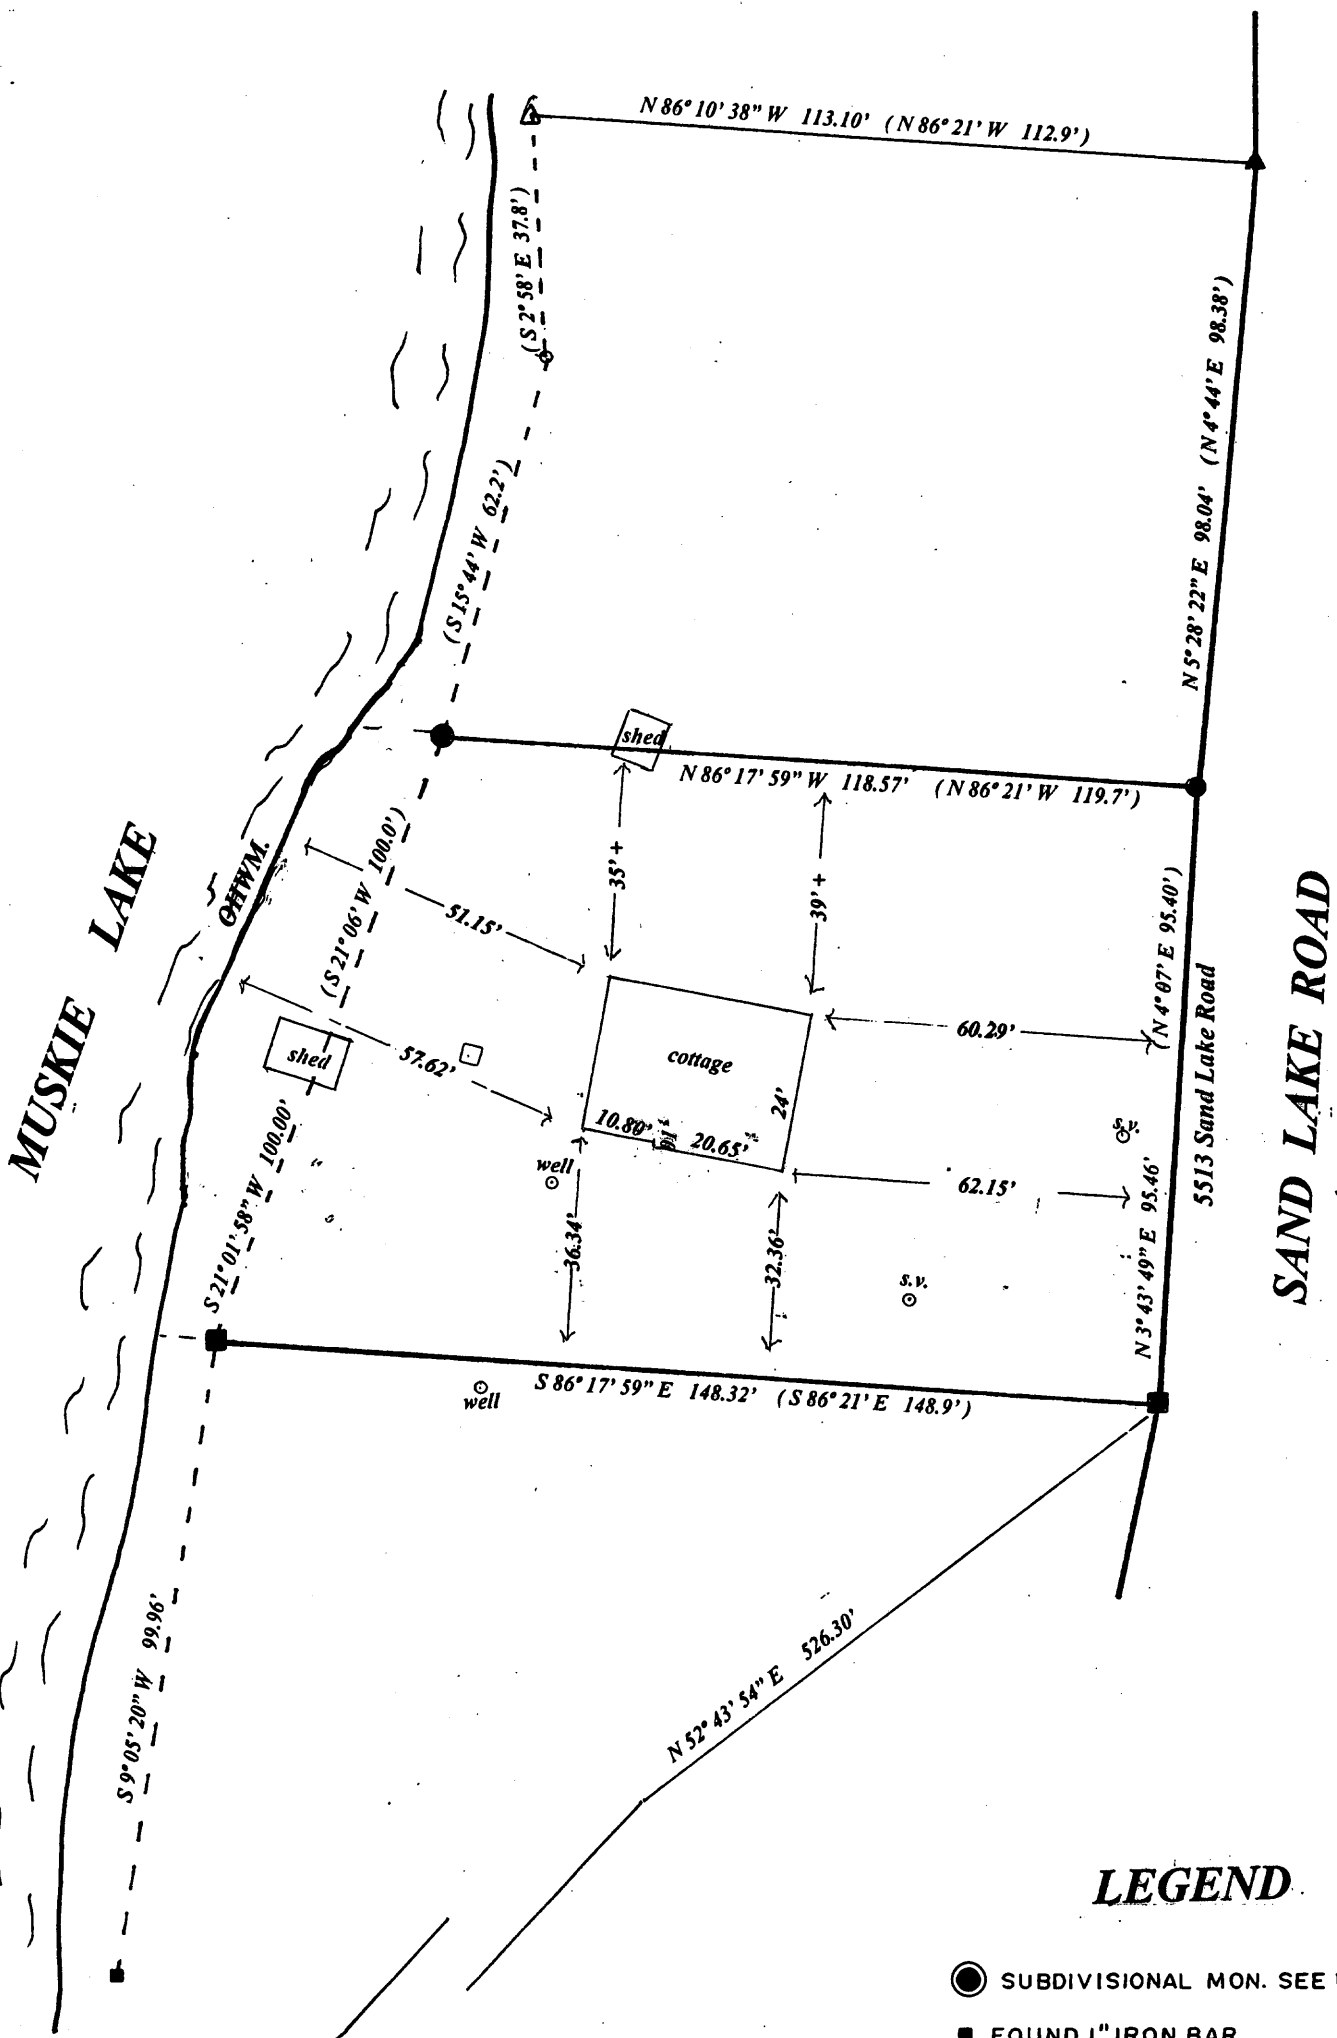 N 86° 10' 38" W 113.10' (N 86° 21' W 112.9')
(S 2° 58' E 37.8')
(N 4° 44' E 98.38')
N 5° 28' 22" E 98.04'
(S 15° 44' W 62.2')
shed
N 86° 17' 59" W 118.57' (N 86° 21' W 119.7')
MUSKIE LAKE
OHWM.
(S 21° 06' W 100.0')
35' +
39' +
51.15'
(N 4° 07' E 95.40')
5513 Sand Lake Road
SAND LAKE ROAD
60.29'
shed
57.62'
cottage
24'
10.80'
20.65'
s.v.
well
62.15'
S 21° 01' 58" W 100.00'
36.34'
32.36'
N 3° 43' 49" E 95.46'
s.v.
S 86° 17' 59" E 148.32' (S 86° 21' E 148.9')
well
S 9° 05' 20" W 99.96'
N 52° 43' 54" E 526.30'
LEGEND
SUBDIVISIONAL MON. SEE
FOUND 1" IRON BAR